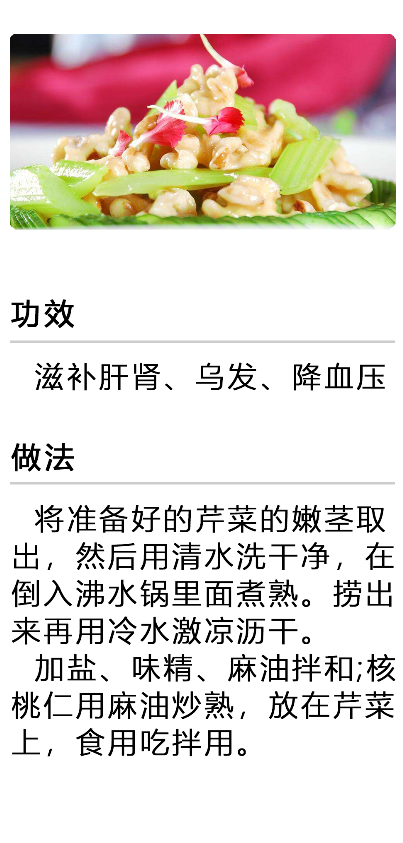 功效
滋补肝肾、乌发、降血压
做法
将准备好的芹菜的嫩茎取
出，然后用清水洗干净，在
倒入沸水锅里面煮熟。捞出
来再用冷水激凉沥干。
加盐、味精、麻油拌和;核
桃仁用麻油炒熟，放在芹菜
上，食用吃拌用。